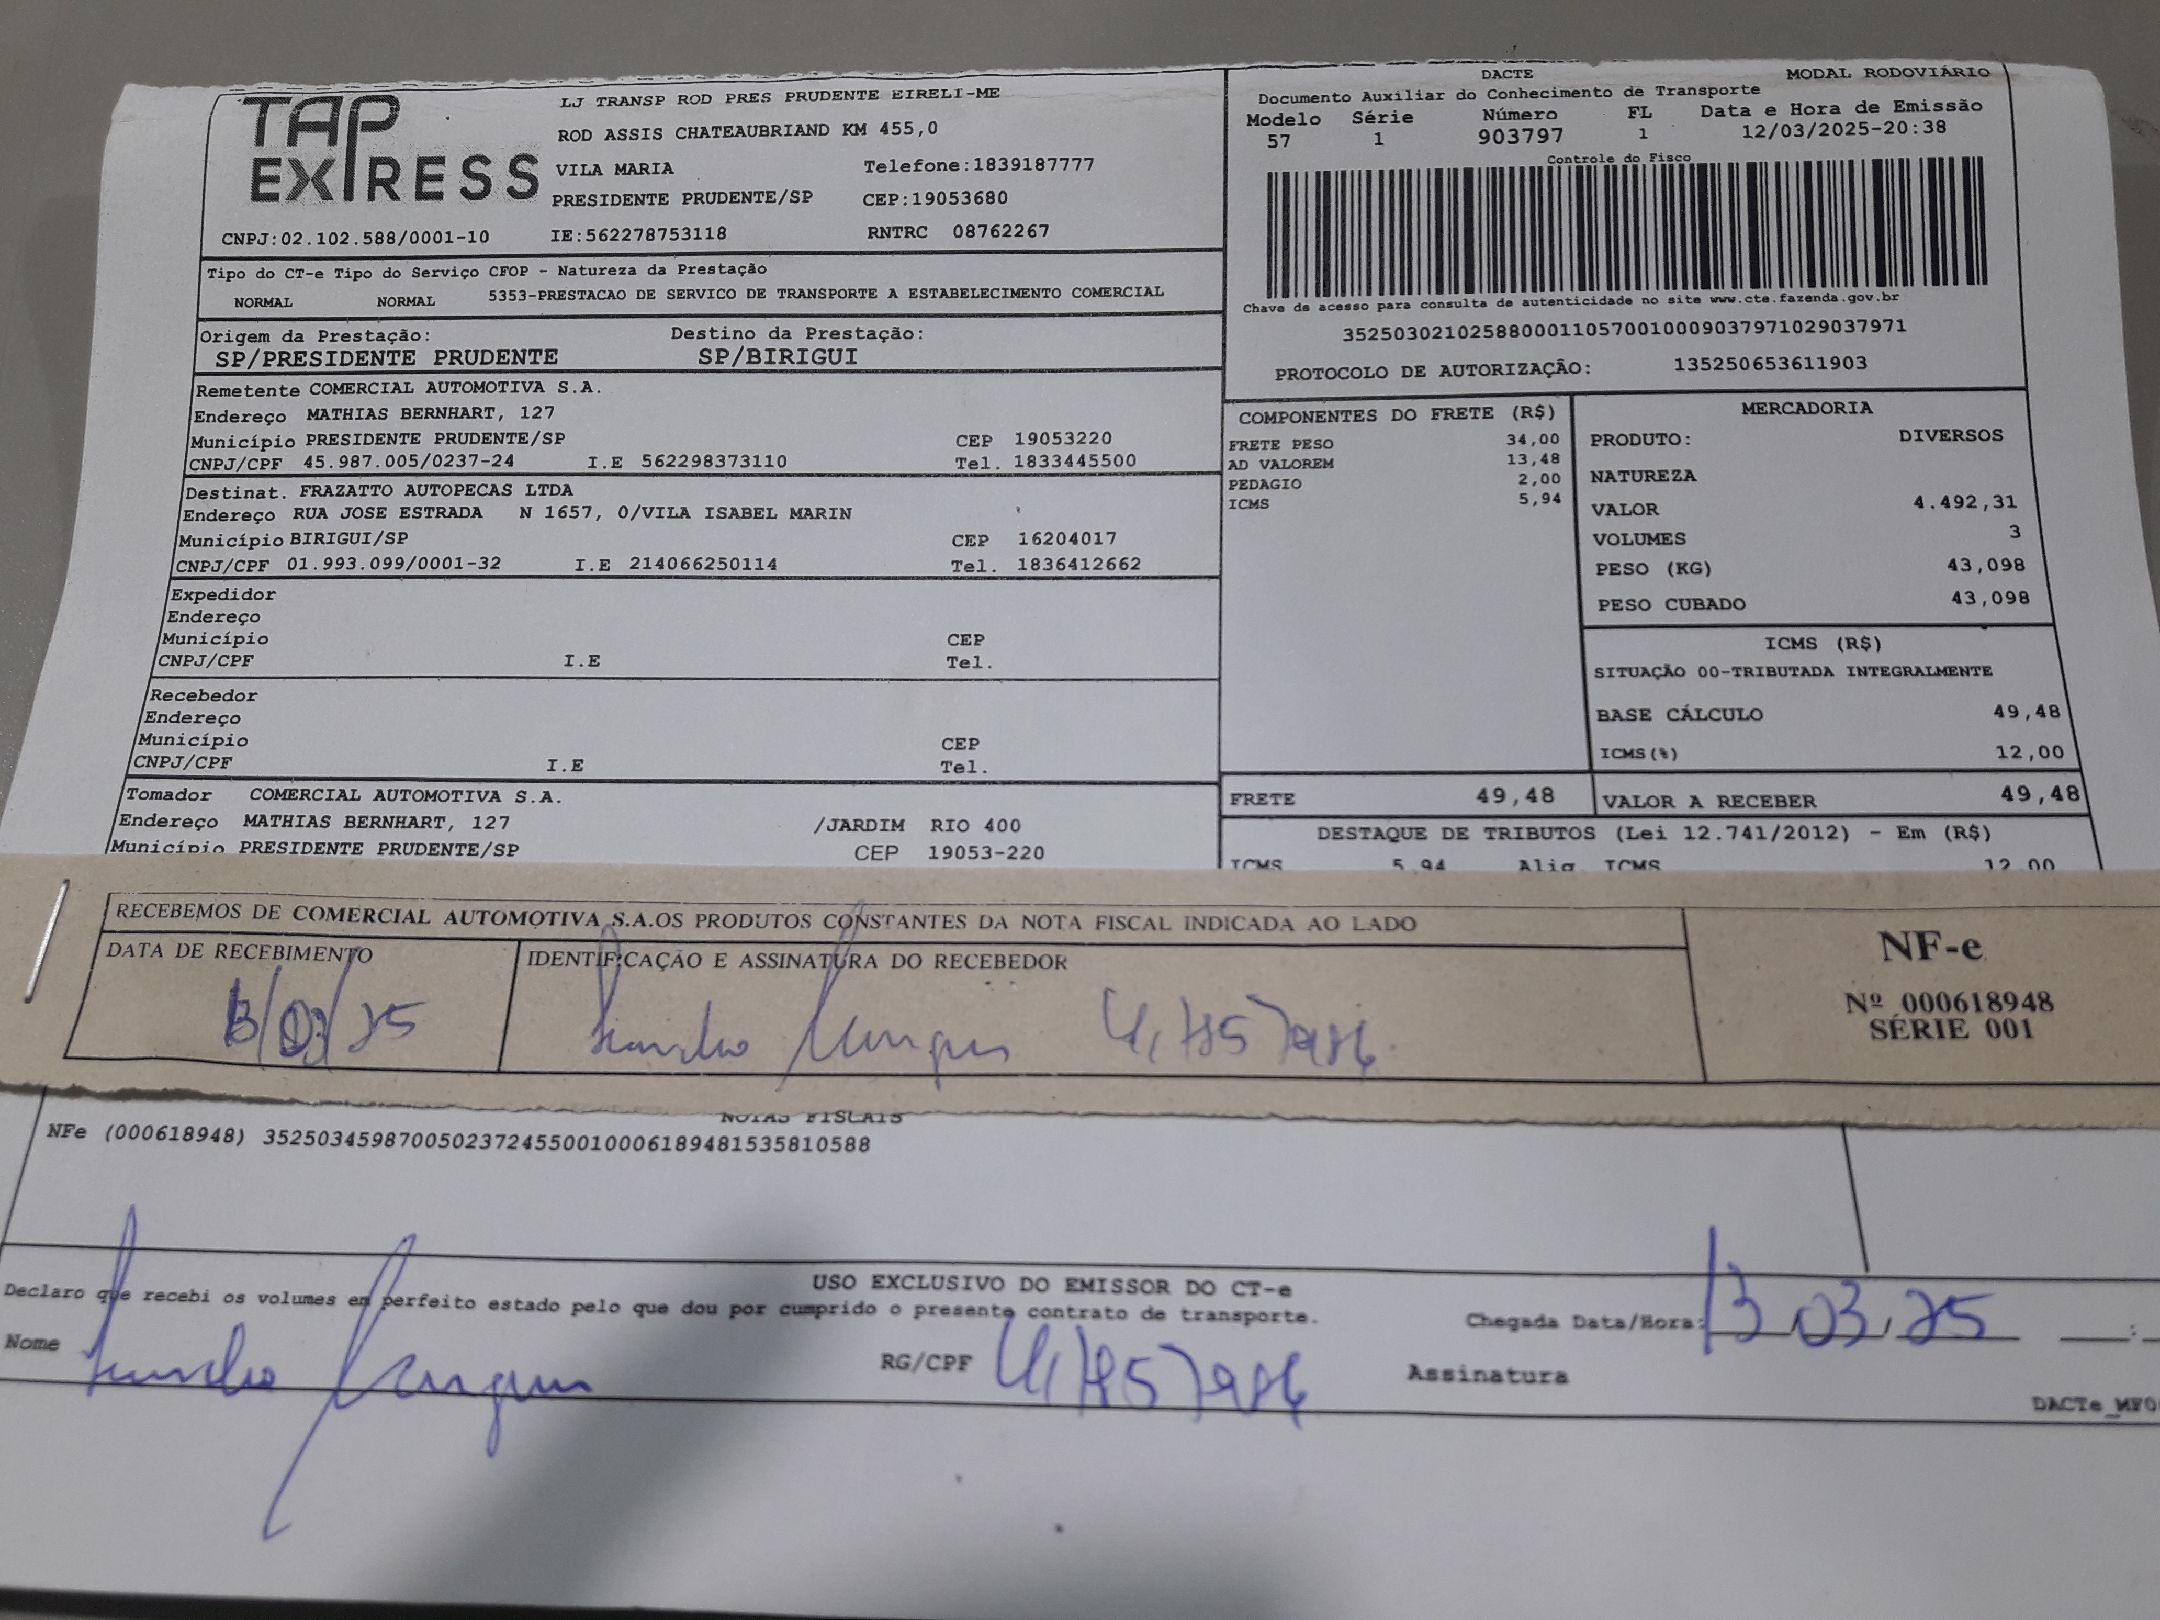 TAP EXPRESS
LJ TRANSP ROD PRES PRUDENTE EIRELI-ME
ROD ASSIS CHATEAUBRIAND KM 455,0
VILA MARIA Telefone:1839187777
PRESIDENTE PRUDENTE/SP CEP:19053680
CNPJ:02.102.588/0001-10 IE:562278753118 RNTRC 08762267
Tipo do CT-e Tipo do Serviço CFOP - Natureza da Prestação
NORMAL NORMAL 5353-PRESTACAO DE SERVICO DE TRANSPORTE A ESTABELECIMENTO COMERCIAL
Origem da Prestação: Destino da Prestação:
SP/PRESIDENTE PRUDENTE SP/BIRIGUI
Remetente COMERCIAL AUTOMOTIVA S.A.
Endereço MATHIAS BERNHART, 127
Município PRESIDENTE PRUDENTE/SP CEP 19053220
CNPJ/CPF 45.987.005/0237-24 I.E 562298373110 Tel. 1833445500
Destinat. FRAZATTO AUTOPECAS LTDA
Endereço RUA JOSE ESTRADA N 1657, 0/VILA ISABEL MARIN
Município BIRIGUI/SP CEP 16204017
CNPJ/CPF 01.993.099/0001-32 I.E 214066250114 Tel. 1836412662
Expedidor
Endereço
Município CEP
CNPJ/CPF I.E Tel.
Recebedor
Endereço
Município CEP
CNPJ/CPF I.E Tel.
Tomador COMERCIAL AUTOMOTIVA S.A.
Endereço MATHIAS BERNHART, 127 /JARDIM RIO 400
Município PRESIDENTE PRUDENTE/SP CEP 19053-220
DACTE MODAL RODOVIÁRIO
Documento Auxiliar do Conhecimento de Transporte
Modelo Série Número FL Data e Hora de Emissão
57 1 903797 1 12/03/2025-20:38
Controle do Fisco
Chave de acesso para consulta de autenticidade no site www.cte.fazenda.gov.br
35250302102588000110570010009037971029037971
PROTOCOLO DE AUTORIZAÇÃO: 135250653611903
COMPONENTES DO FRETE (R$)
FRETE PESO 34,00
AD VALOREM 13,48
PEDAGIO 2,00
ICMS 5,94
MERCADORIA
PRODUTO: DIVERSOS
NATUREZA
VALOR 4.492,31
VOLUMES 3
PESO (KG) 43,098
PESO CUBADO 43,098
ICMS (R$)
SITUAÇÃO 00-TRIBUTADA INTEGRALMENTE
BASE CÁLCULO 49,48
ICMS(%) 12,00
FRETE 49,48 VALOR A RECEBER 49,48
DESTAQUE DE TRIBUTOS (Lei 12.741/2012) - Em (R$)
ICMS 5,94 Aliq. ICMS 12,00
RECEBEMOS DE COMERCIAL AUTOMOTIVA S.A.OS PRODUTOS CONSTANTES DA NOTA FISCAL INDICADA AO LADO
DATA DE RECEBIMENTO IDENTIFICAÇÃO E ASSINATURA DO RECEBEDOR
13/03/25
NF-e
Nº 000618948
SÉRIE 001
NOTAS FISCAIS
NFe (000618948) 35250345987005023724550010006189481535810588
USO EXCLUSIVO DO EMISSOR DO CT-e
Declaro que recebi os volumes em perfeito estado pelo que dou por cumprido o presente contrato de transporte.
Chegada Data/Hora: 13/03/25 :
Nome RG/CPF Assinatura